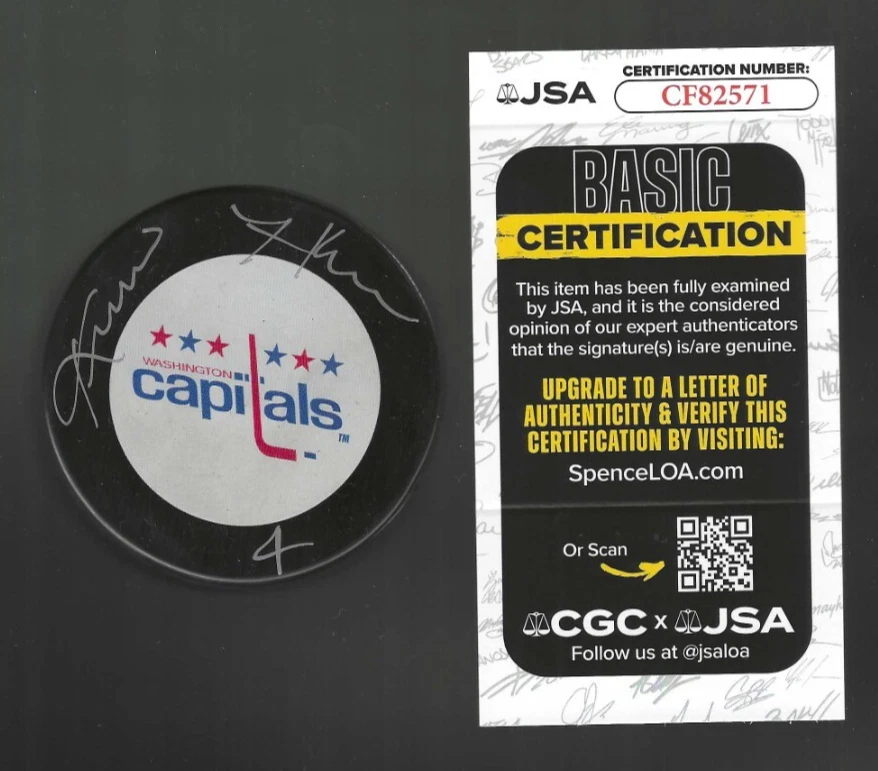 WASHINGTON
capitals
TM
4
JSA
CERTIFICATION NUMBER:
CF82571
BASIC
CERTIFICATION
This item has been fully examined
by JSA, and it is the considered
opinion of our expert authenticators
that the signature(s) is/are genuine.
UPGRADE TO A LETTER OF
AUTHENTICITY & VERIFY THIS
CERTIFICATION BY VISITING:
SpenceLOA.com
Or Scan
CGC x JSA
Follow us at @jsaloa